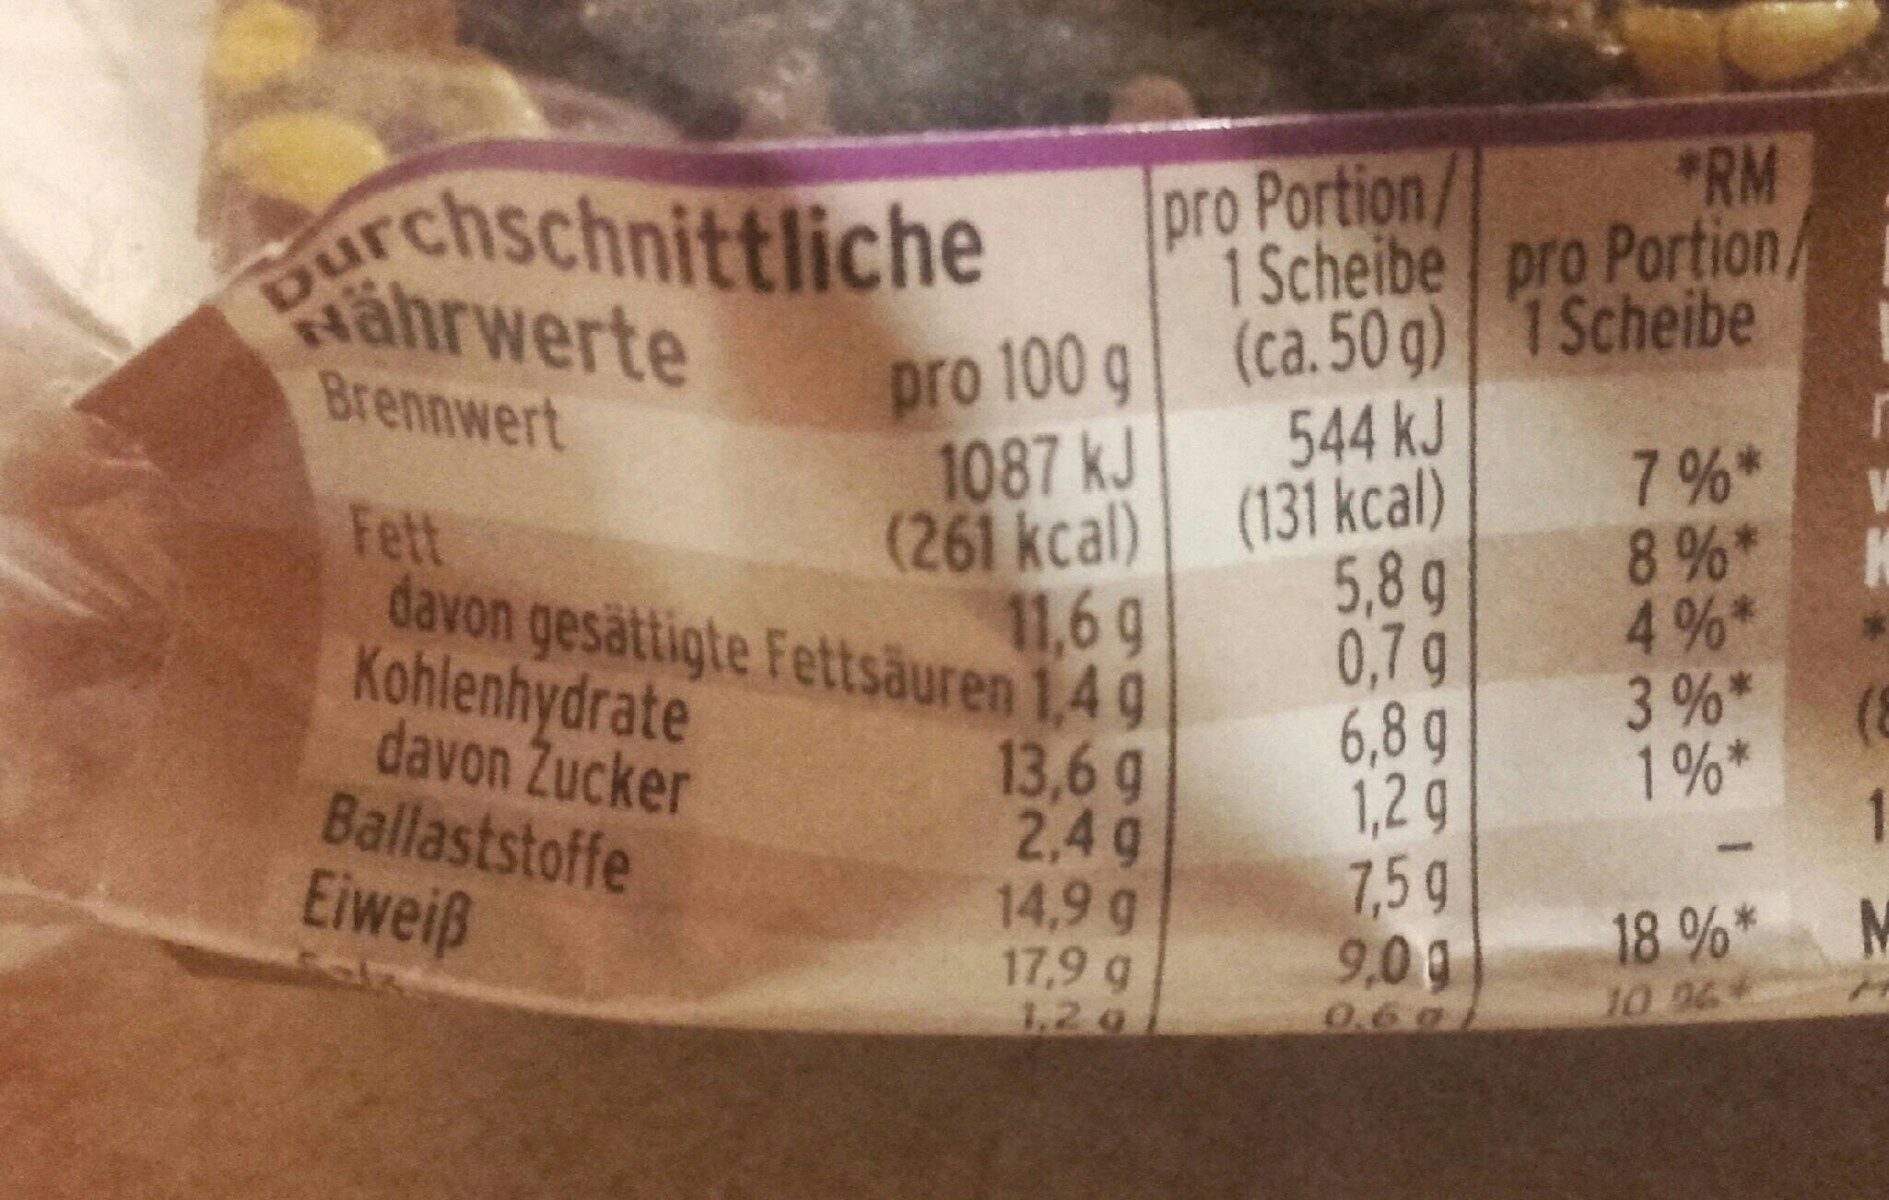 Durchschnittliche
Nährwerte
pro 100 g
pro Portion/
1 Scheibe
(ca. 50 g)
*RM
pro Portion/
1 Scheibe
Brennwert 1087 kJ 544 kJ
(261 kcal) (131 kcal) 7 %*
Fett 11,6 g 5,8 g 8 %*
davon gesättigte Fettsäuren 1,4 g 0,7 g 4 %*
Kohlenhydrate 13,6 g 6,8 g 3 %*
davon Zucker 2,4 g 1,2 g 1 %*
Ballaststoffe 14,9 g 7,5 g –
Eiweiß 17,9 g 9,0 g 18 %*
1,2 g 0,6 g 10 %*